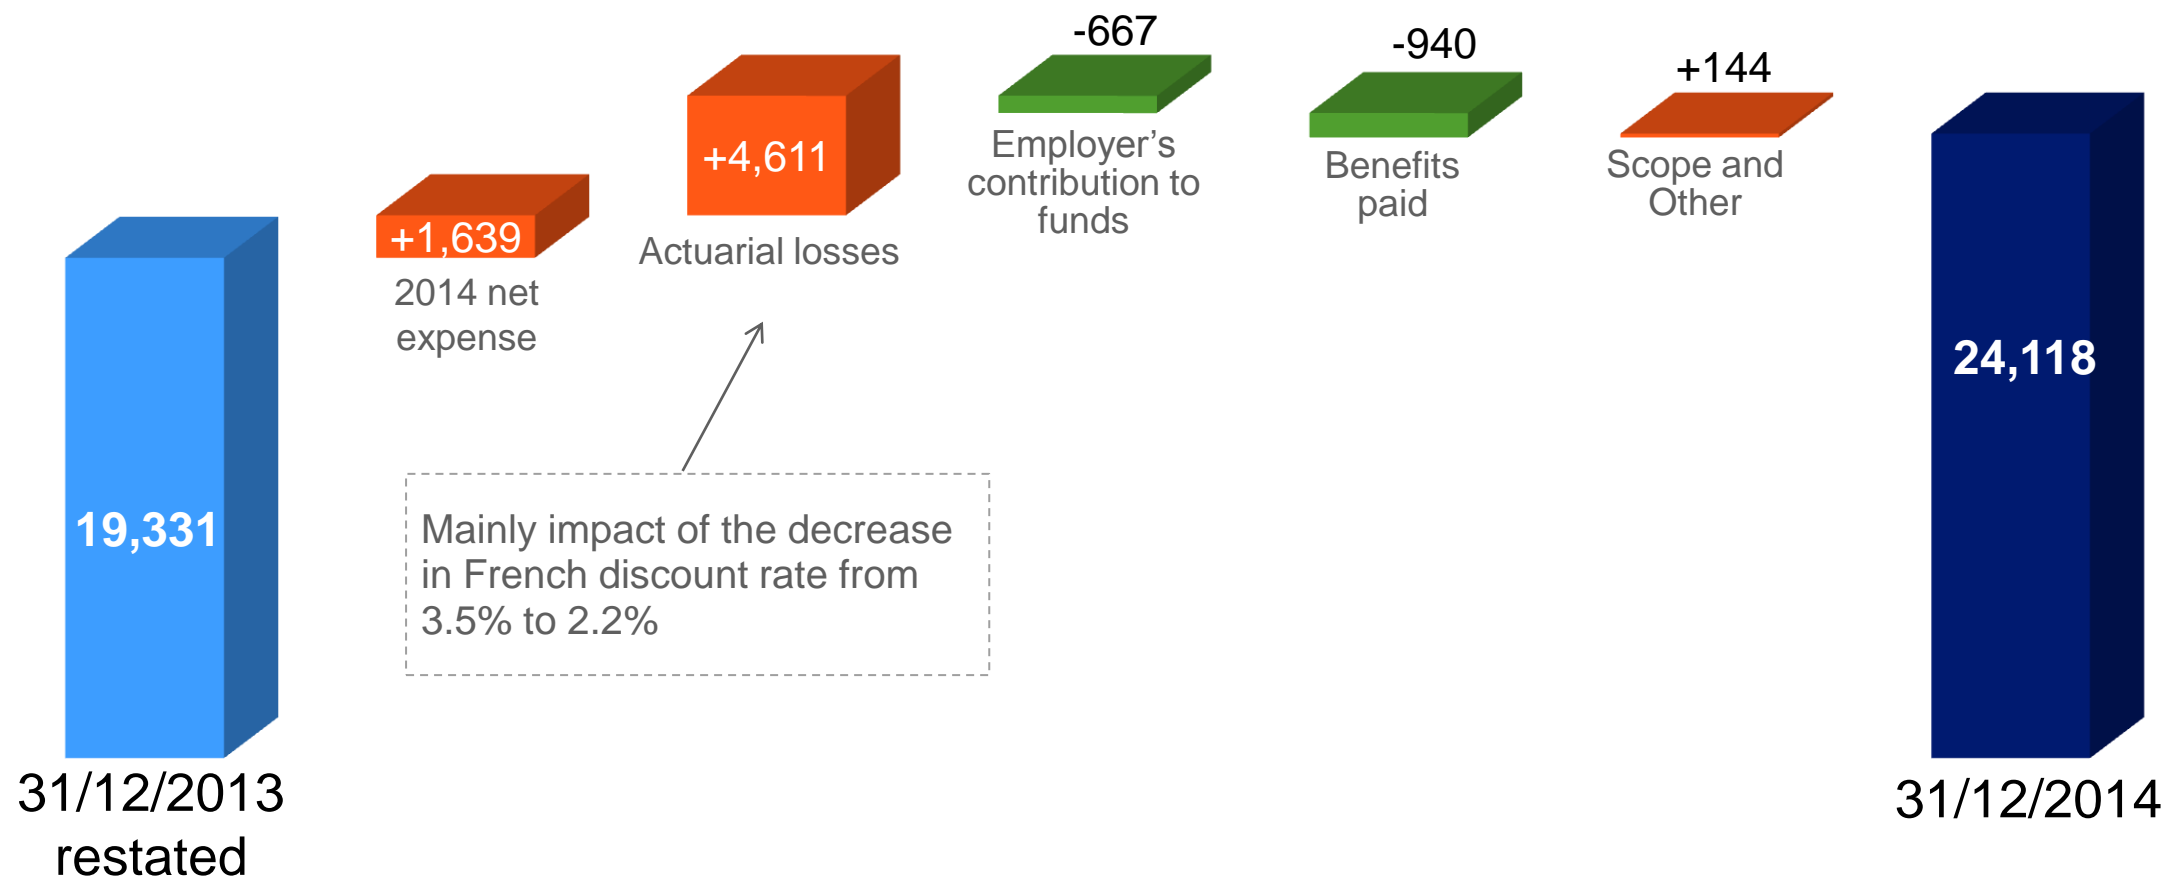 19,331
31/12/2013
restated
+1,639
2014 net
expense
+4,611
Actuarial losses
Mainly impact of the decrease
in French discount rate from
3.5% to 2.2%
-667
Employer’s
contribution to
funds
-940
Benefits
paid
+144
Scope and
Other
24,118
31/12/2014